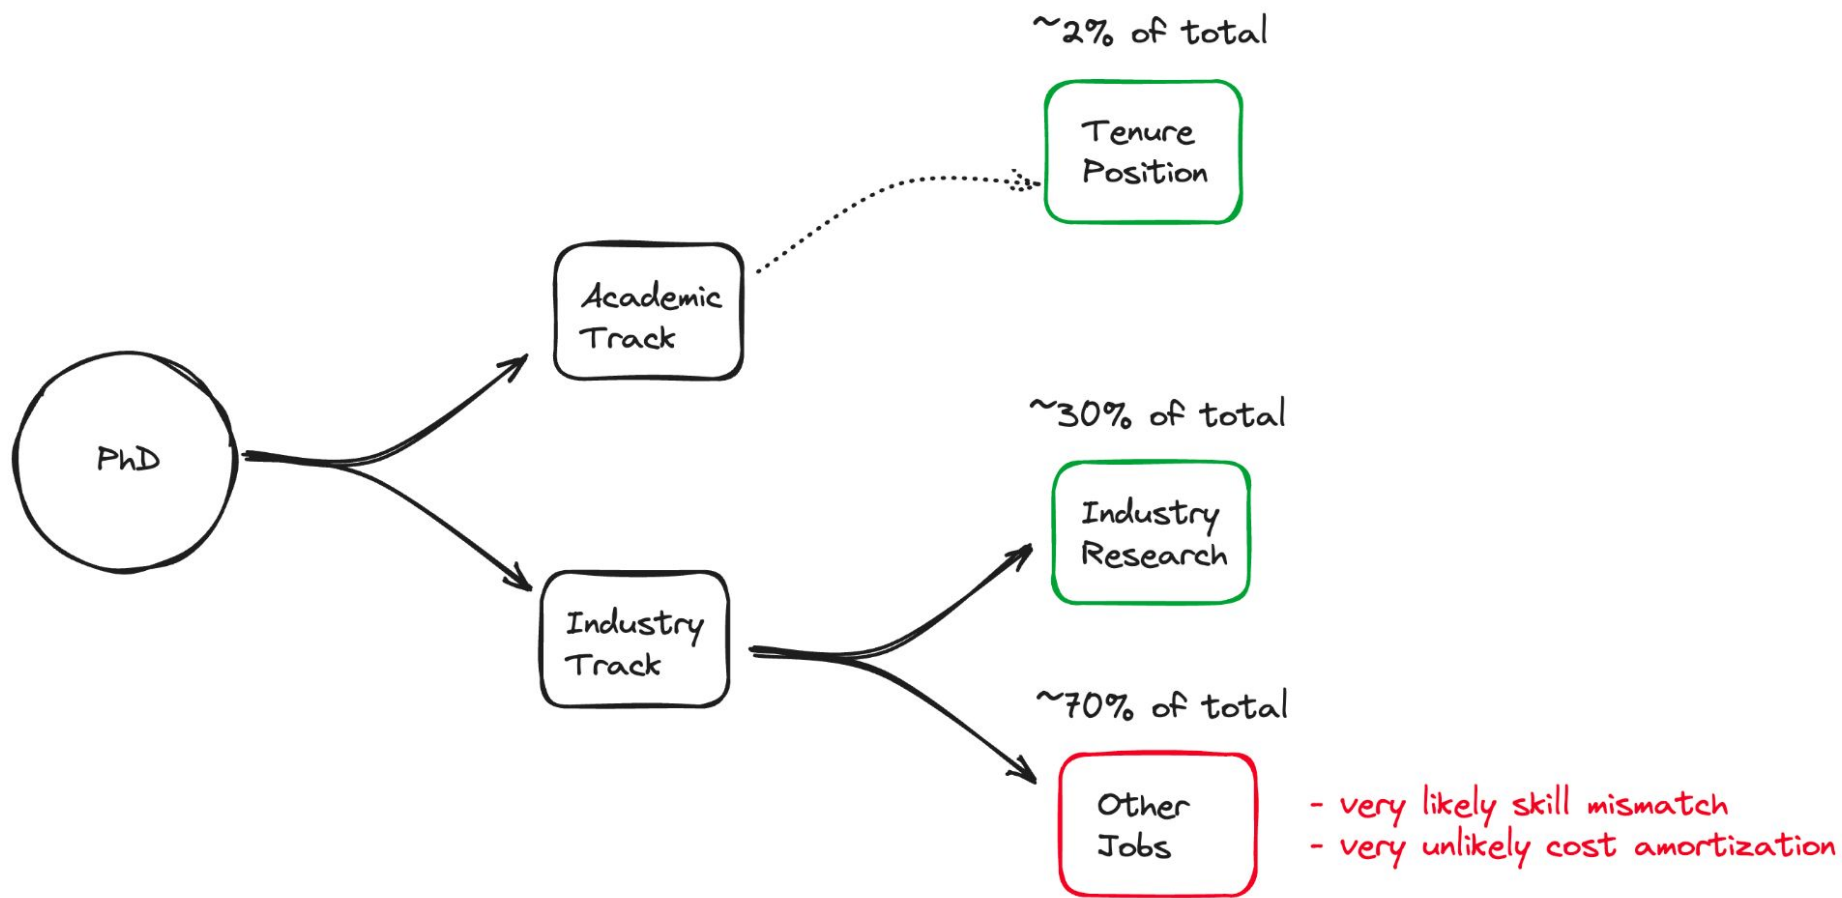 ~2% of total
Tenure
Position
Academic
Track
PhD
~30% of total
Industry
Research
Industry
Track
~70% of total
Other
Jobs
- very likely skill mismatch
- very unlikely cost amortization